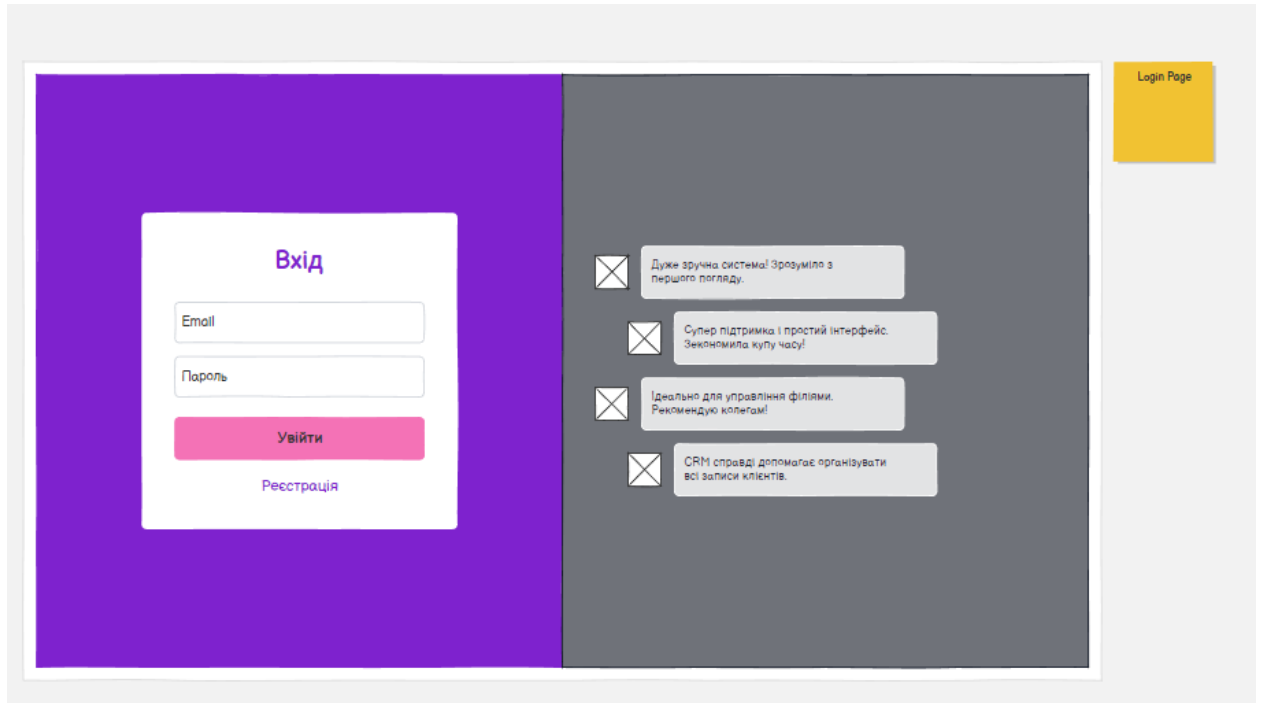 Login Page
Вхід
Email
Пароль
Увійти
Реєстрація
Дуже зручна система! Зрозуміло з
першого погляду.
Супер підтримка і простий інтерфейс.
Зекономила купу часу!
Ідеально для управління філіями.
Рекомендую колегам!
CRM справді допомагає організувати
всі записи клієнтів.